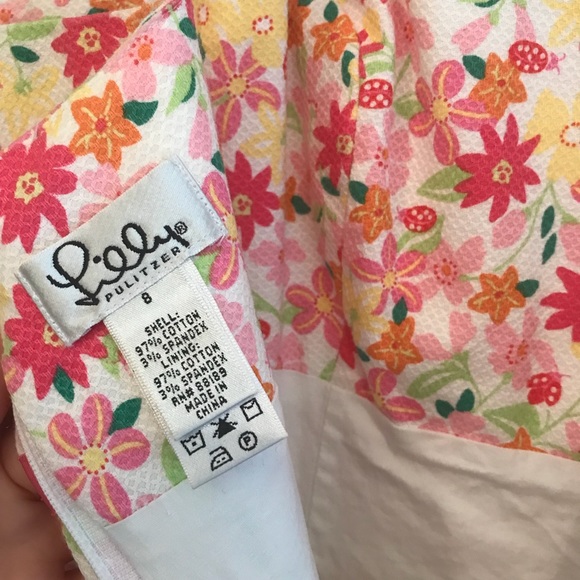 Lilly®
PULITZER
8
SHELL:
97% COTTON
3% SPANDEX
LINING:
97% COTTON
3% SPANDEX
RN# 88189
MADE IN
CHINA
P